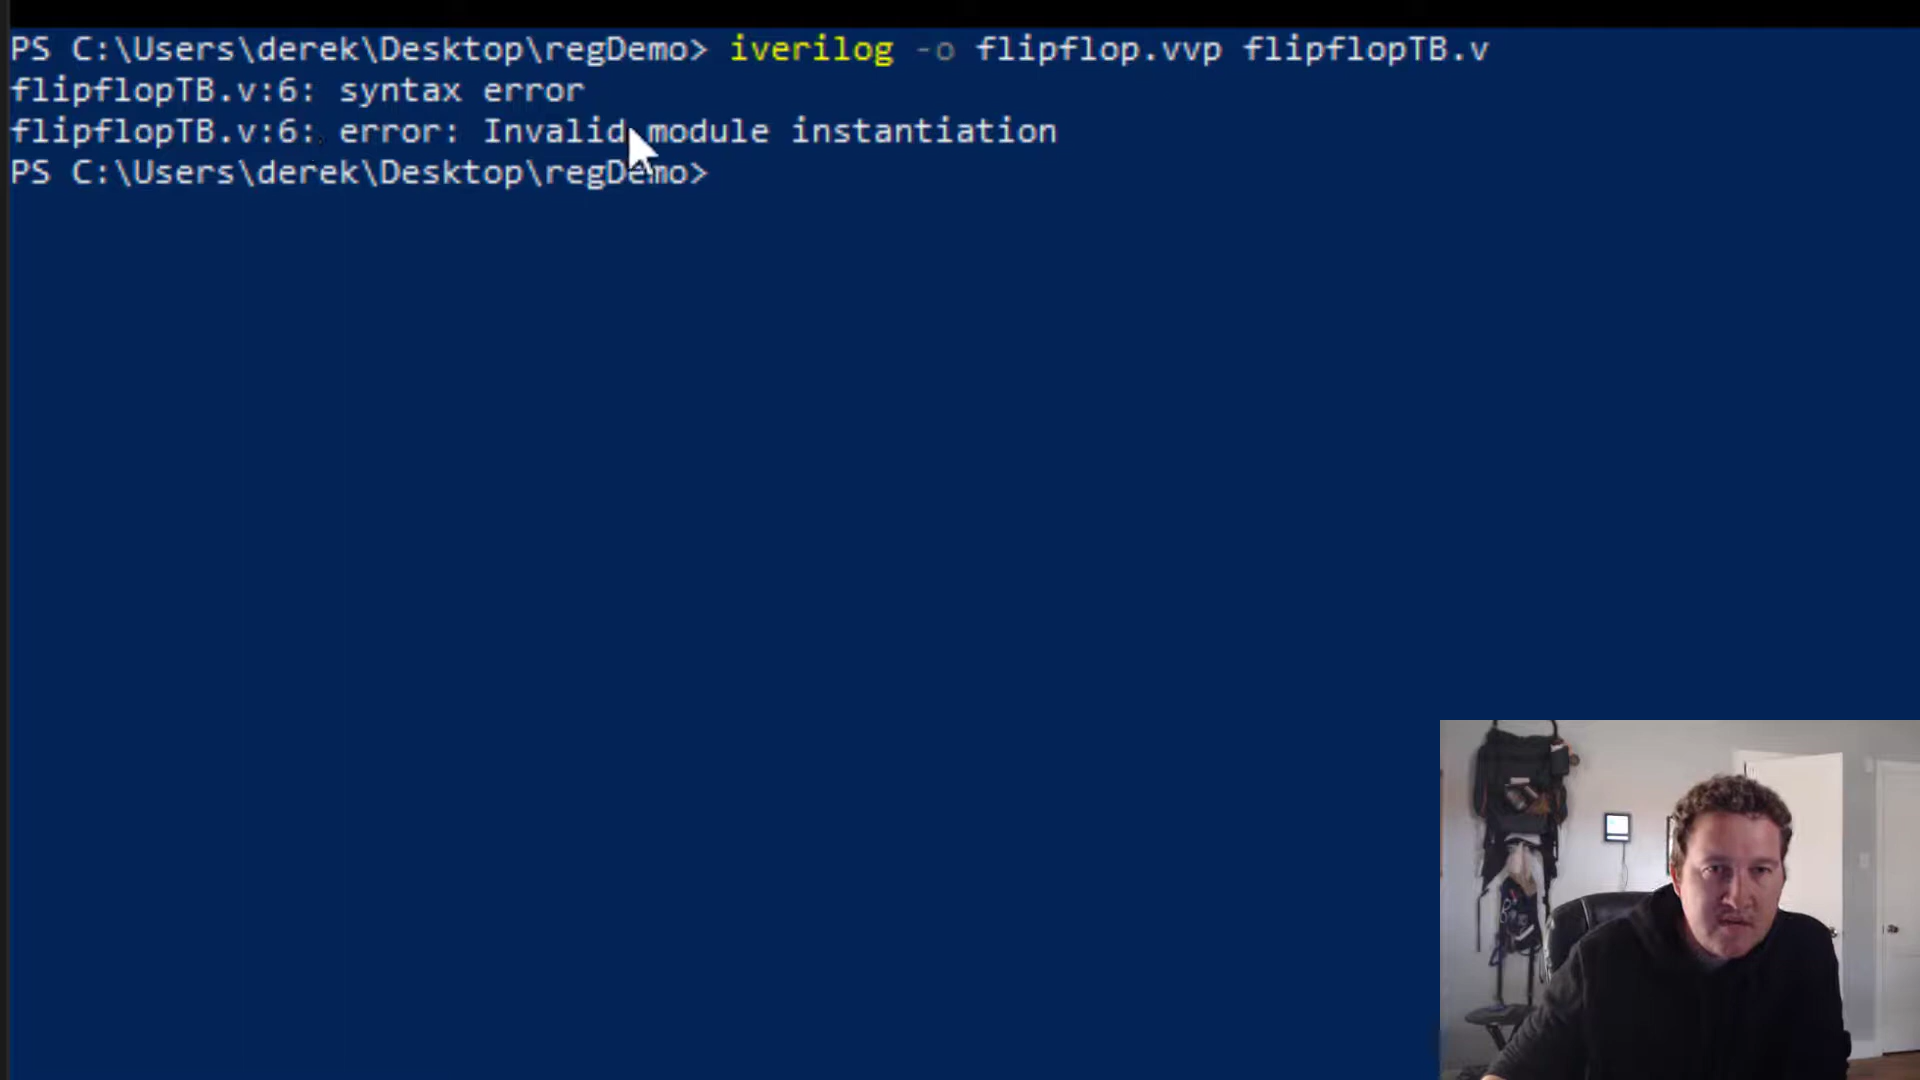 PS C:\Users\derek\Desktop\regDemo> iverilog -o flipflop.vvp flipflopTB.v
flipflopTB.v:6: syntax error
flipflopTB.v:6: error: Invalid module instantiation
PS C:\Users\derek\Desktop\regDemo>